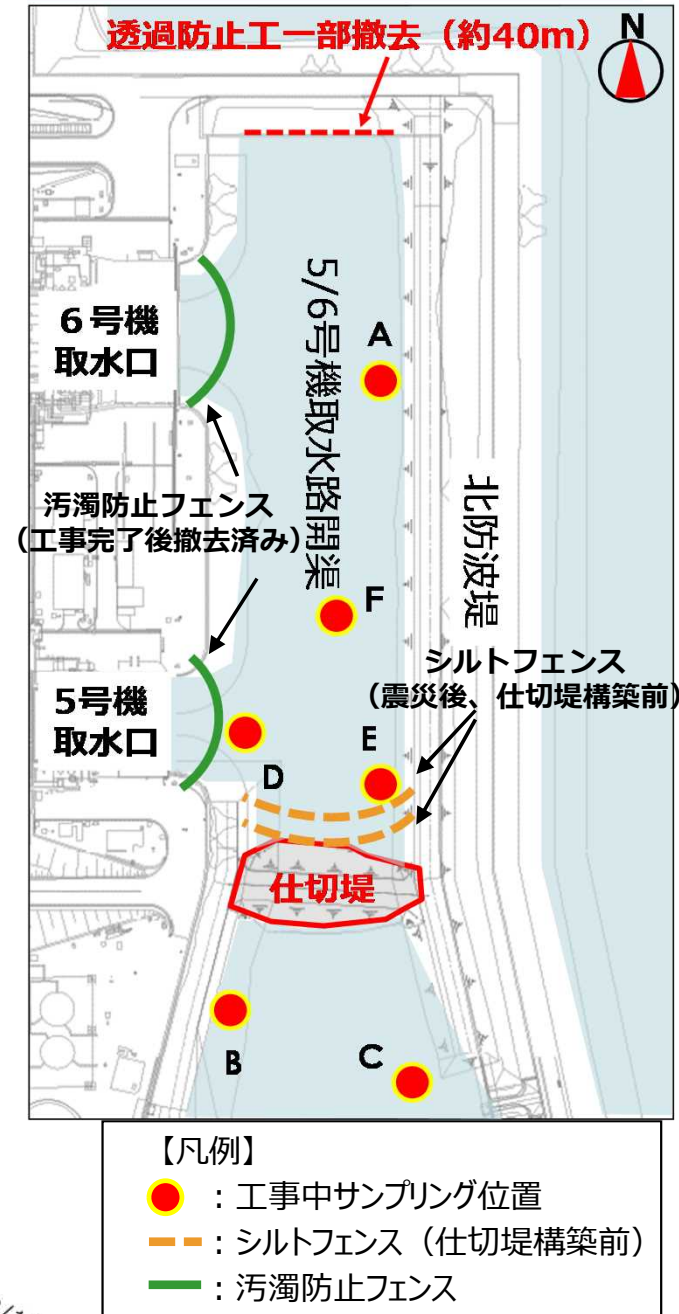 透過防止工一部撤去（約40m）
N
6号機
取水口
5/6号機取水路開渠
A
北防波堤
汚濁防止フェンス
（工事完了後撤去済み）
F
シルトフェンス
（震災後、仕切堤構築前）
5号機
取水口
D
E
仕切堤
B
C
【凡例】
：工事中サンプリング位置
：シルトフェンス（仕切堤構築前）
：汚濁防止フェンス